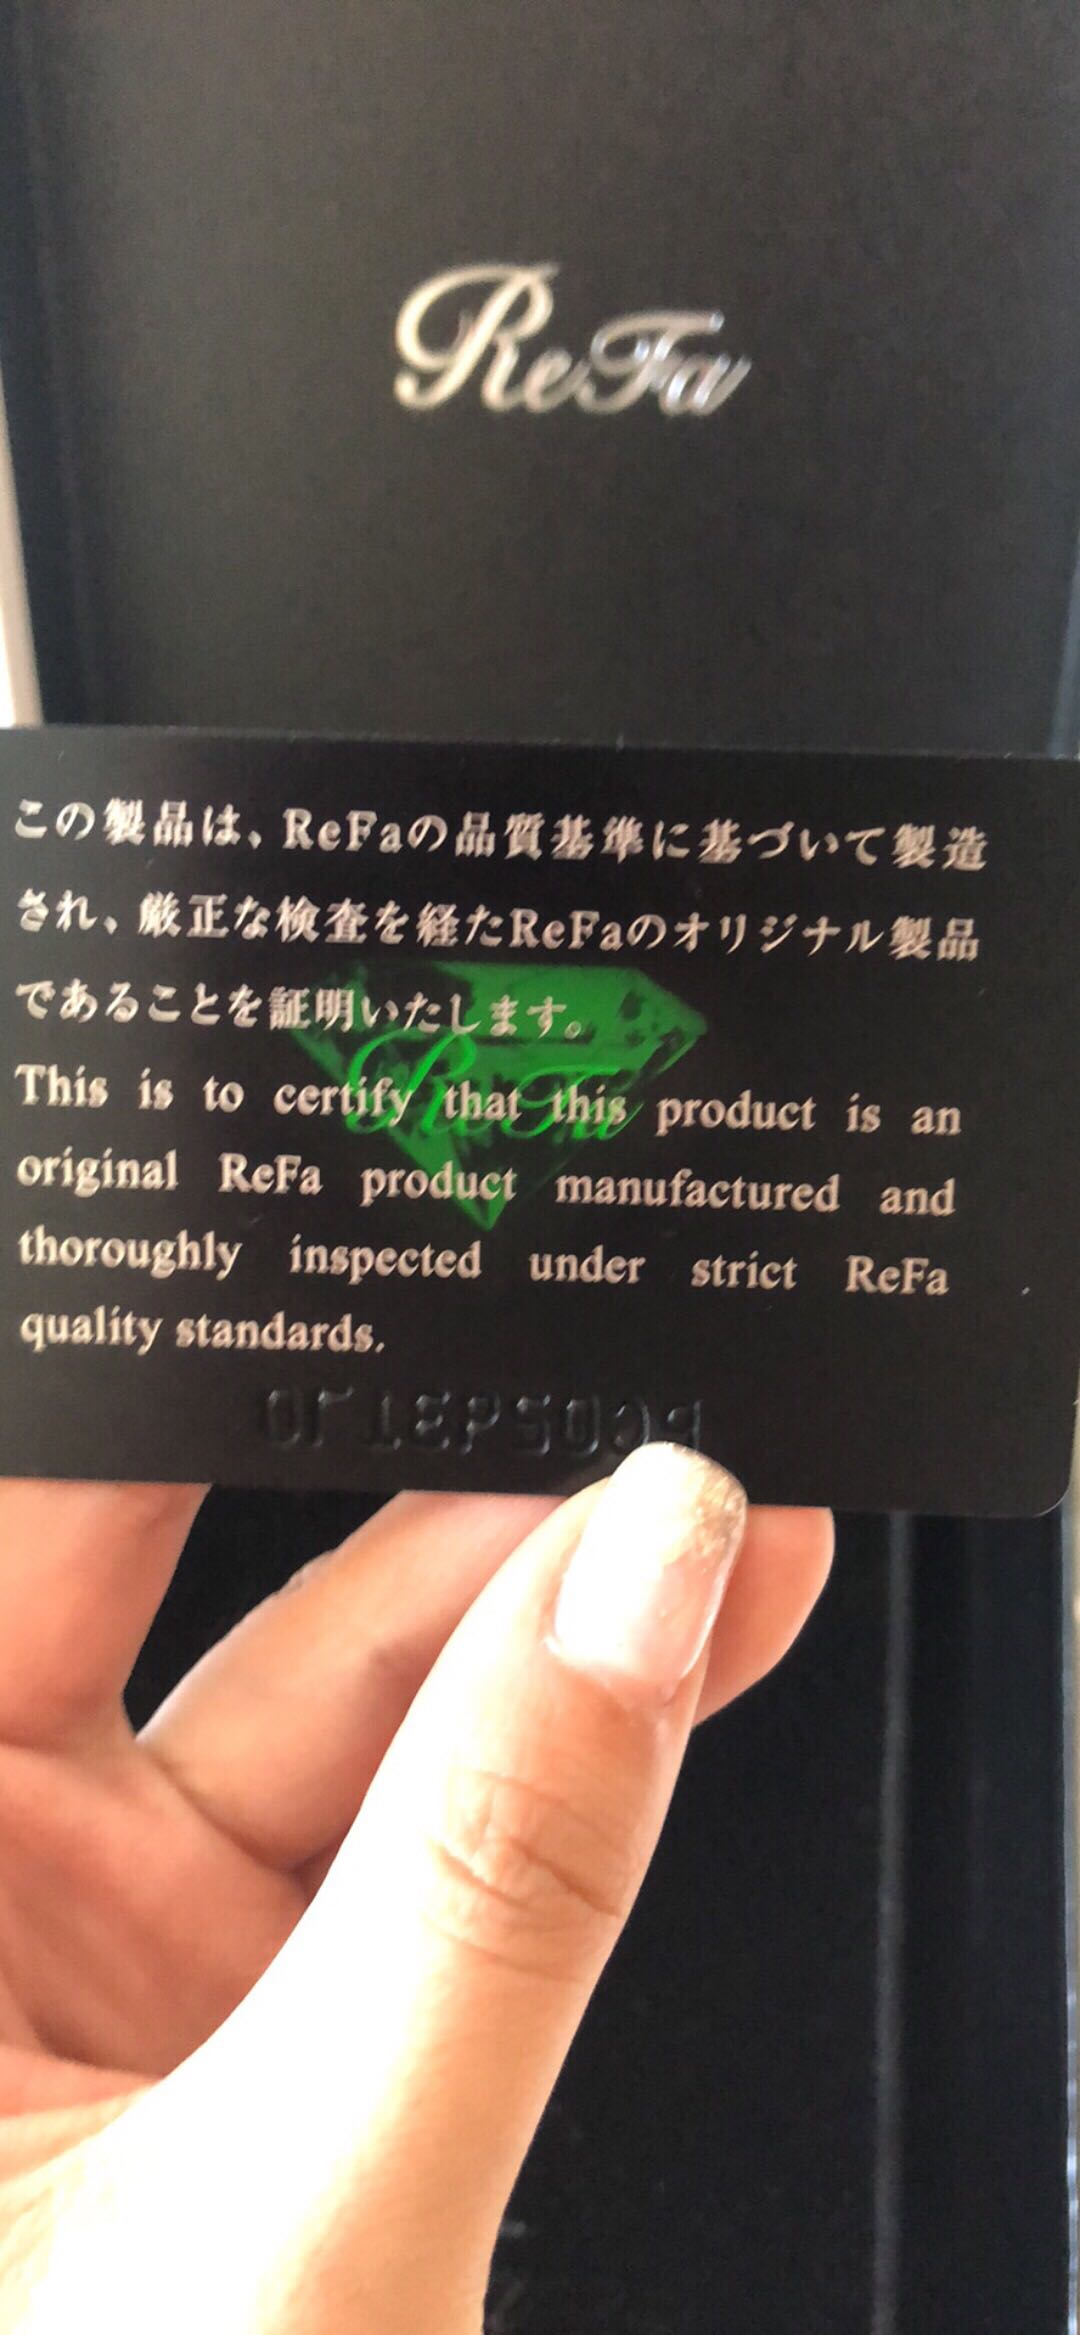 ReFa
この製品は、ReFaの品質基準に基づいて製造
され、厳正な検査を経たReFaのオリジナル製品
であることを証明いたします。
ReFa
This is to certify that this product is an
original ReFa product manufactured and
thoroughly inspected under strict ReFa
quality standards.